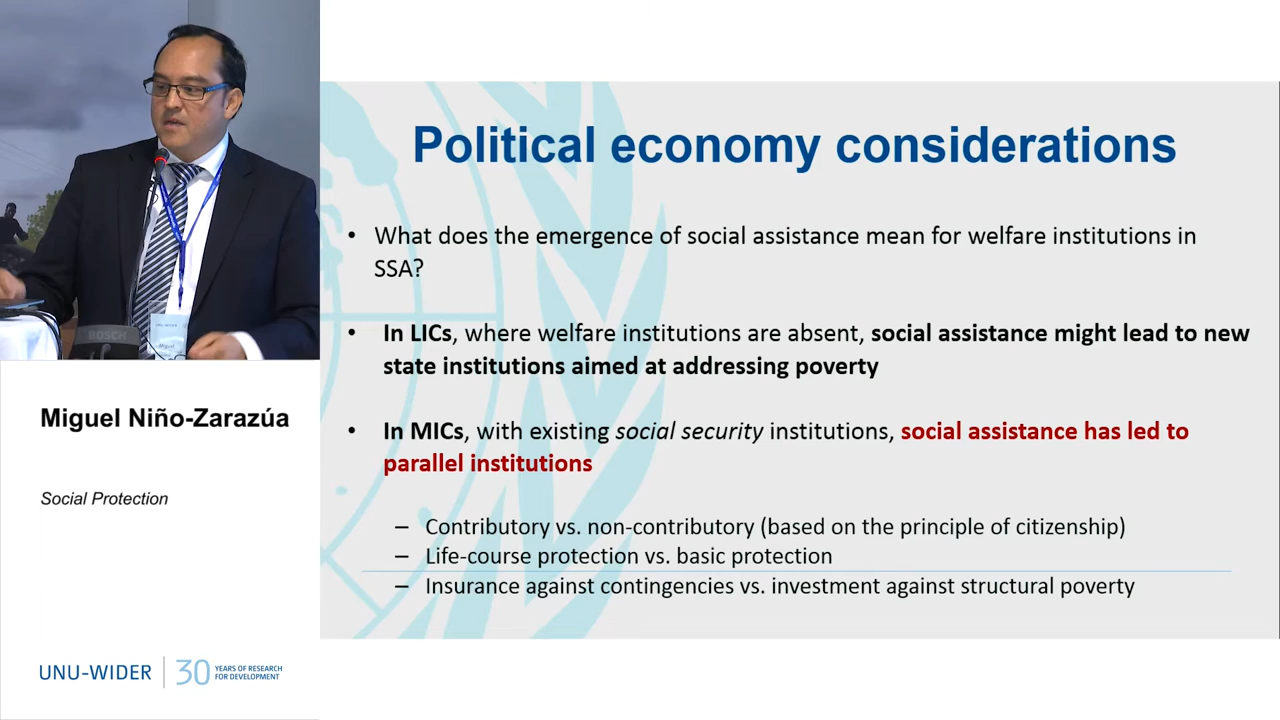 Political economy considerations
• What does the emergence of social assistance mean for welfare institutions in
SSA?
• In LICs, where welfare institutions are absent, social assistance might lead to new
state institutions aimed at addressing poverty
• In MICs, with existing social security institutions, social assistance has led to
parallel institutions
– Contributory vs. non-contributory (based on the principle of citizenship)
– Life-course protection vs. basic protection
– Insurance against contingencies vs. investment against structural poverty
BOSCH
UNU-WIDER
Miguel
Miguel Niño-Zarazúa
Social Protection
UNU-WIDER
30 YEARS OF RESEARCH
FOR DEVELOPMENT